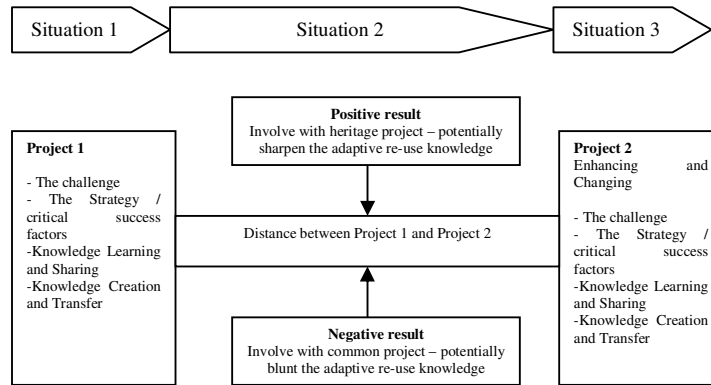 Situation 1
Situation 2
Situation 3
Positive result
Involve with heritage project – potentially
sharpen the adaptive re-use knowledge
Project 1
- The challenge
- The Strategy /
critical success
factors
-Knowledge Learning
and Sharing
-Knowledge Creation
and Transfer
Distance between Project 1 and Project 2
Negative result
Involve with common project – potentially
blunt the adaptive re-use knowledge
Project 2
Enhancing and
Changing
- The challenge
- The Strategy /
critical success
factors
-Knowledge Learning
and Sharing
-Knowledge Creation
and Transfer